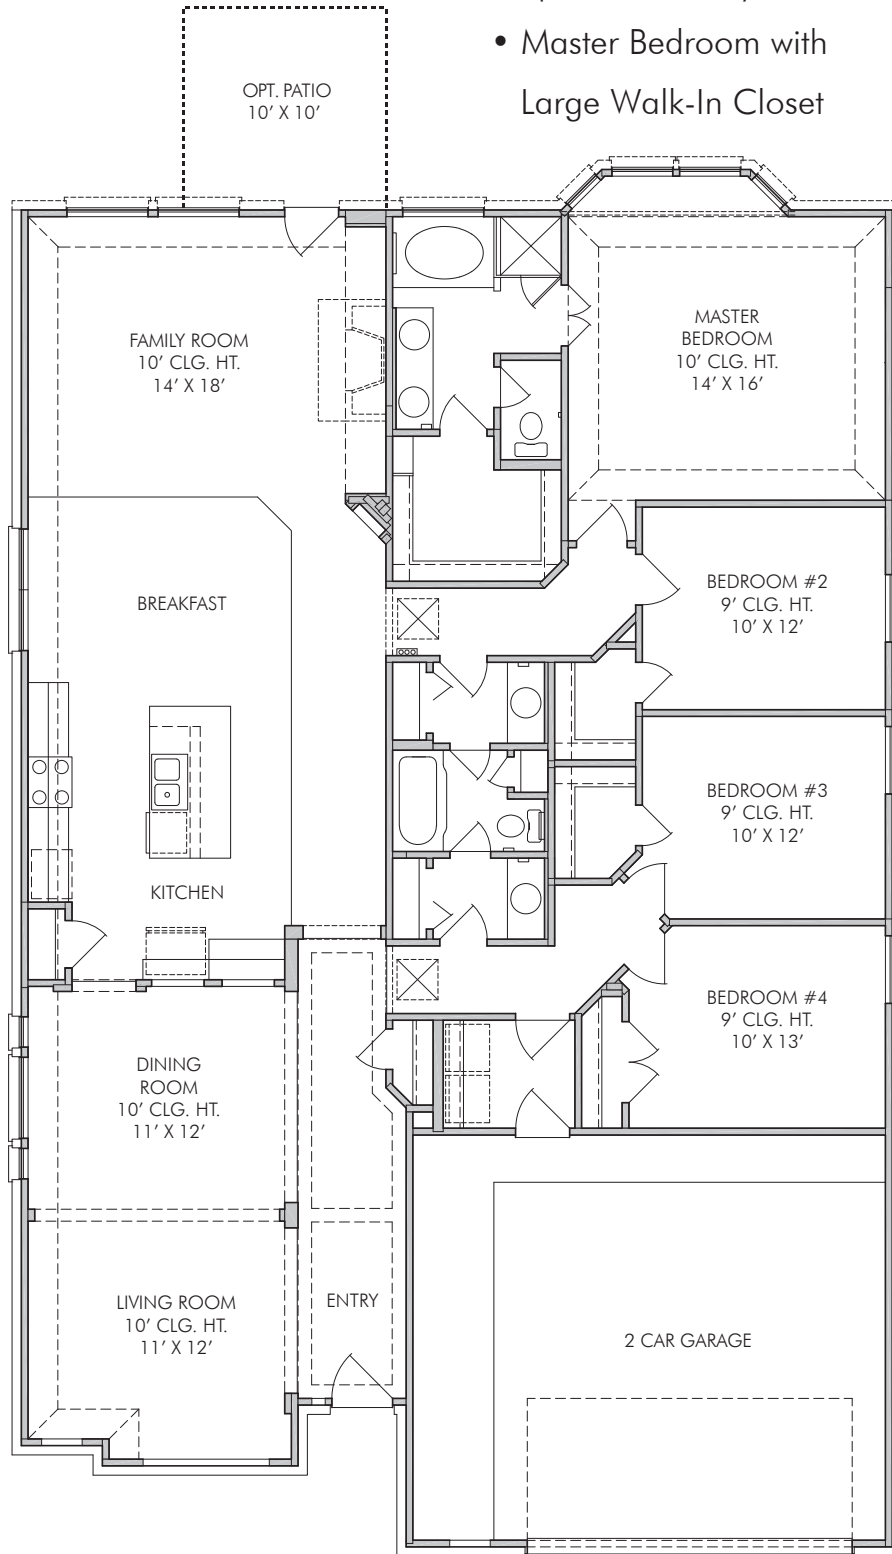 • Master Bedroom with
Large Walk-In Closet
OPT. PATIO
10’ X 10’
FAMILY ROOM
10’ CLG. HT.
14’ X 18’
MASTER
BEDROOM
10’ CLG. HT.
14’ X 16’
BREAKFAST
BEDROOM #2
9’ CLG. HT.
10’ X 12’
BEDROOM #3
9’ CLG. HT.
10’ X 12’
KITCHEN
BEDROOM #4
9’ CLG. HT.
10’ X 13’
DINING
ROOM
10’ CLG. HT.
11’ X 12’
LIVING ROOM
10’ CLG. HT.
11’ X 12’
ENTRY
2 CAR GARAGE